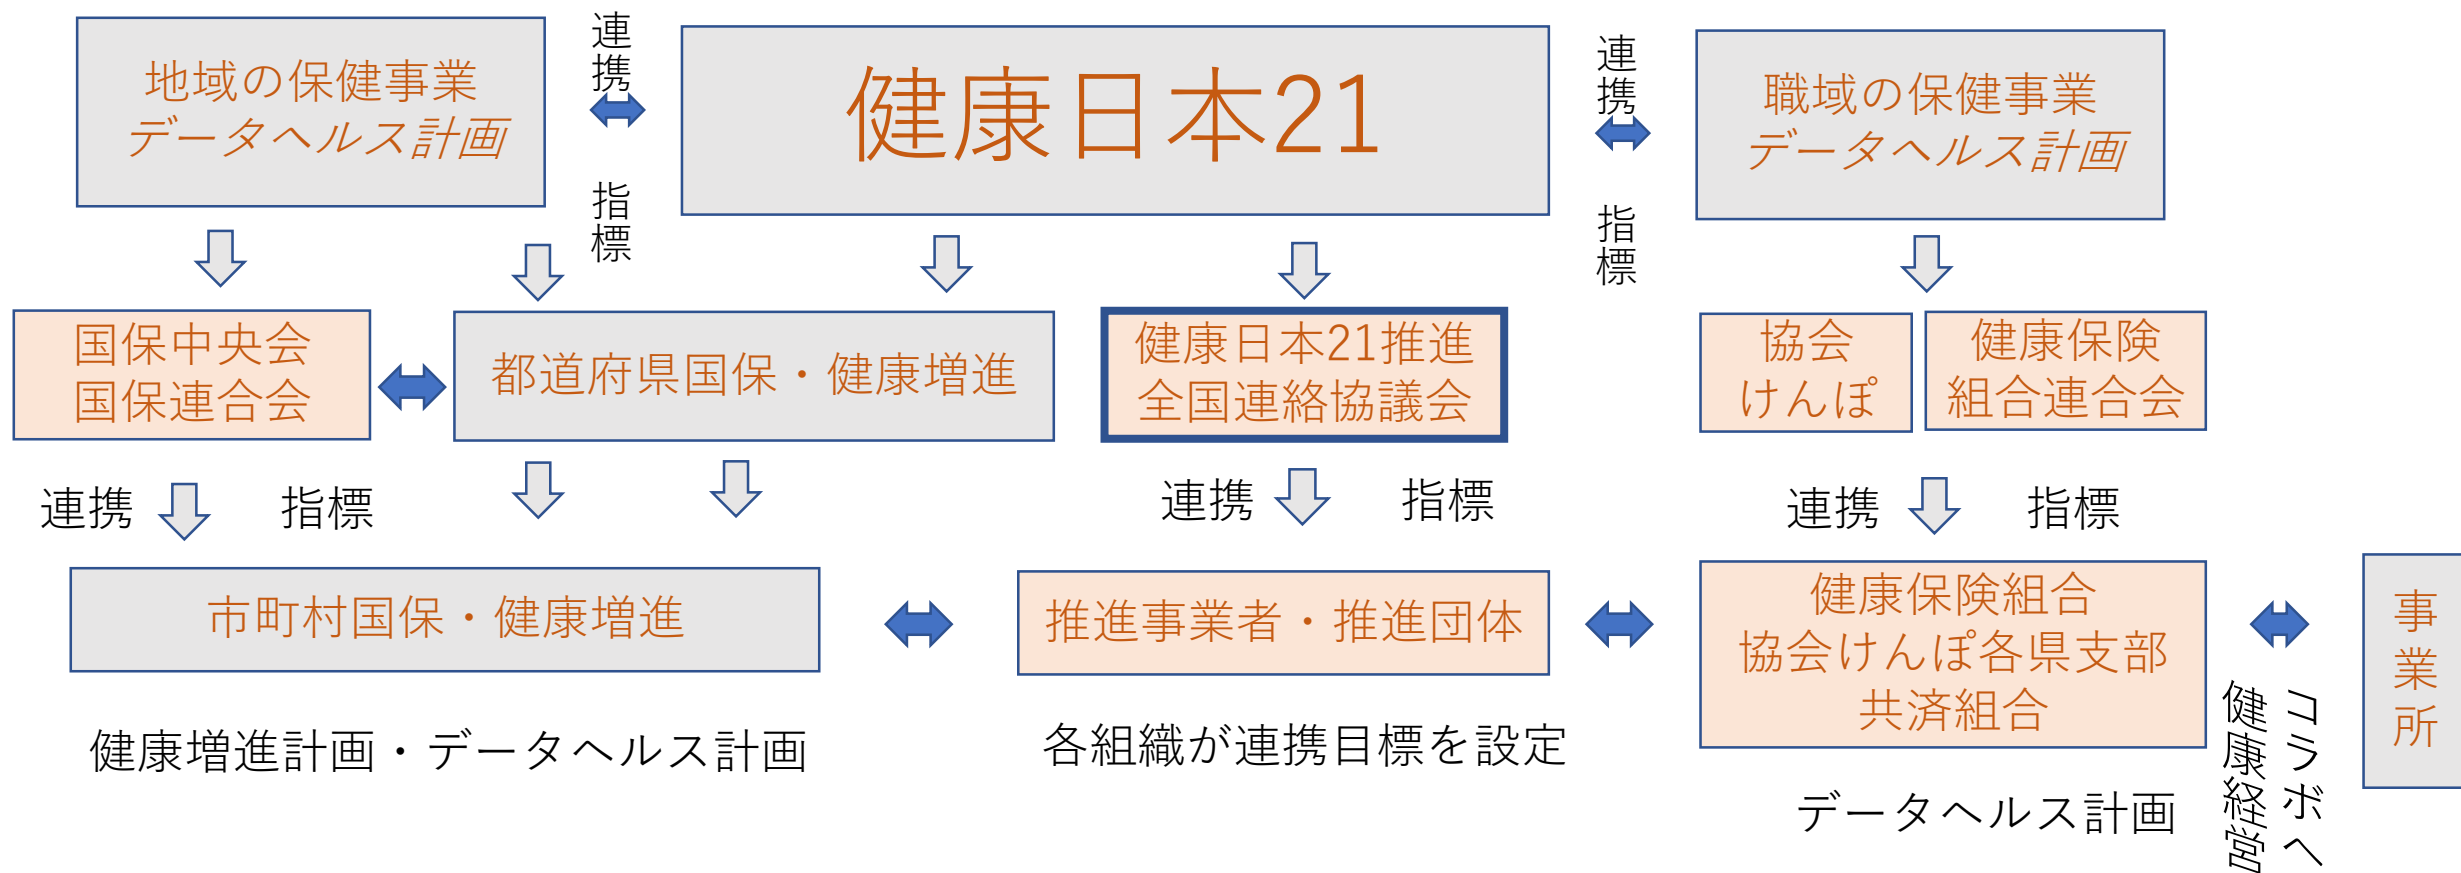 地域の保健事業
データヘルス計画
連携
指標
健康日本21
連携
指標
職域の保健事業
データヘルス計画
国保中央会
国保連合会
都道府県国保・健康増進
健康日本21推進
全国連絡協議会
協会
けんぽ
健康保険
組合連合会
連携
指標
連携
指標
連携
指標
市町村国保・健康増進
推進事業者・推進団体
健康保険組合
協会けんぽ各県支部
共済組合
事業所
コラボヘ
健康経営
健康増進計画・データヘルス計画
各組織が連携目標を設定
データヘルス計画